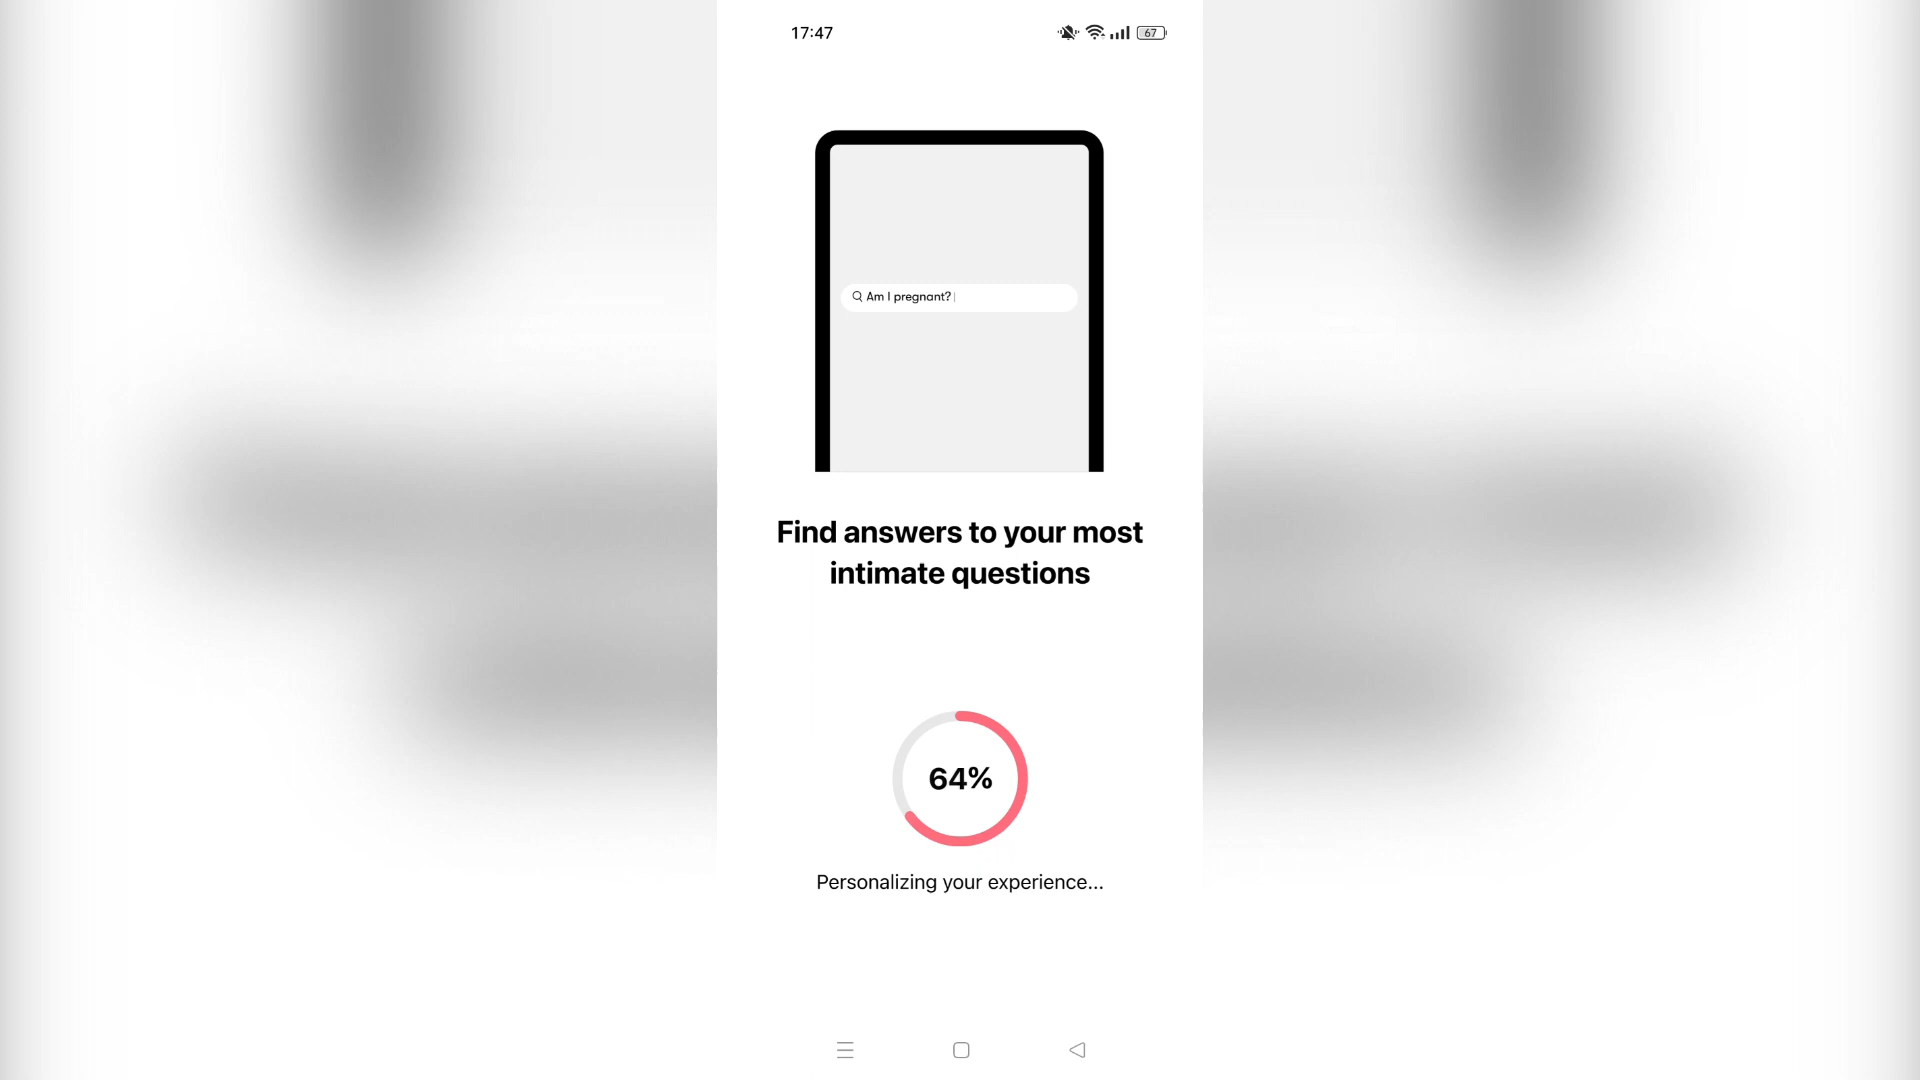 17:47
67
Am I pregnant?
Find answers to your most
intimate questions
64%
Personalizing your experience...